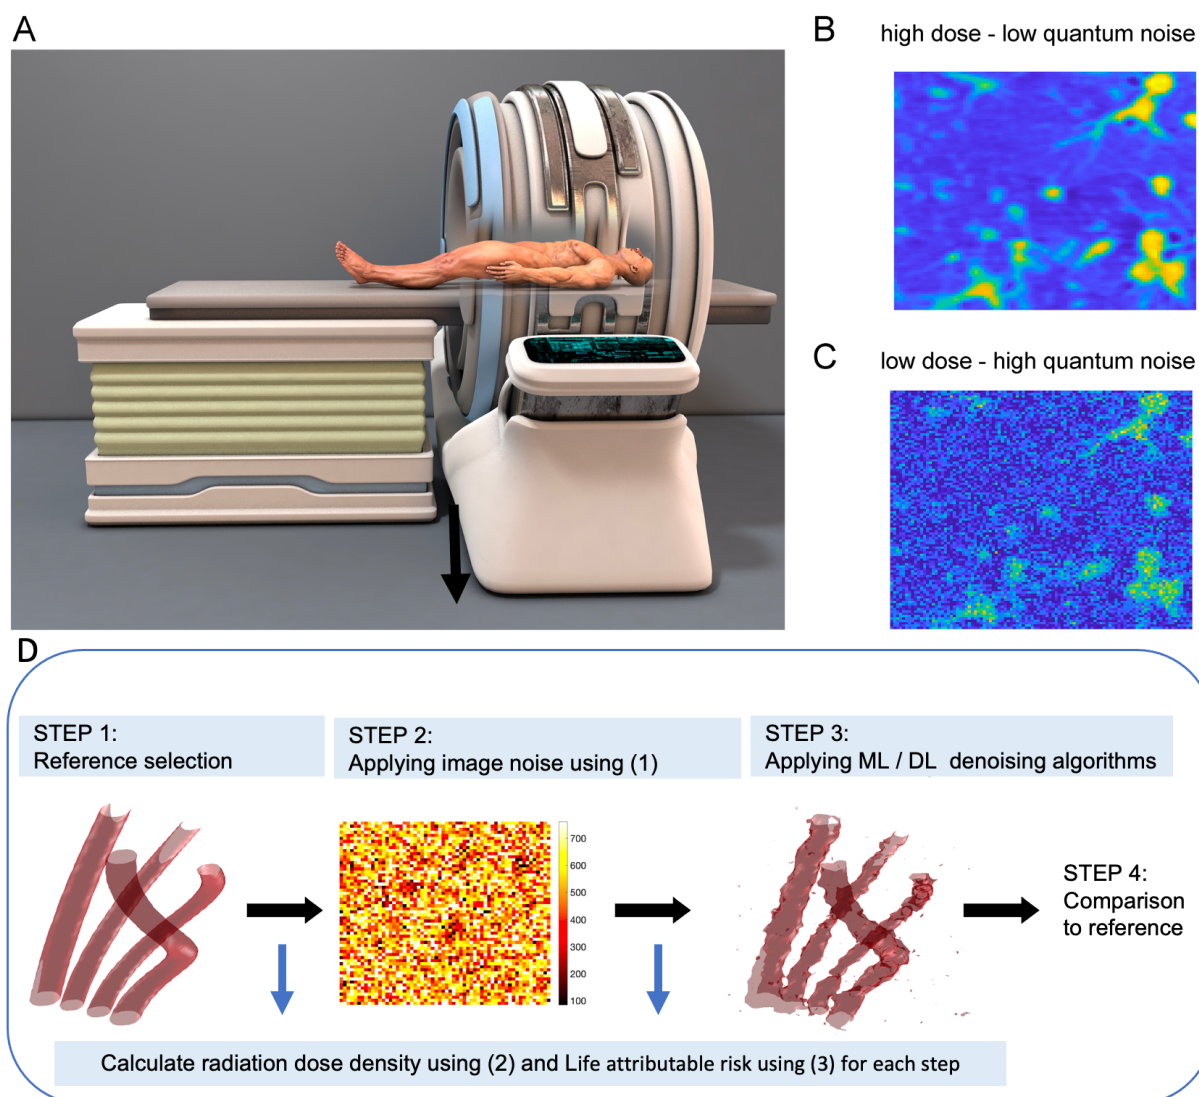 A
B
high dose - low quantum noise
C
low dose - high quantum noise
D
STEP 1:
Reference selection
STEP 2:
Applying image noise using (1)
STEP 3:
Applying ML / DL  denoising algorithms
700
600
500
400
300
200
100
STEP 4:
Comparison
to reference
Calculate radiation dose density using (2) and Life attributable risk using (3) for each step